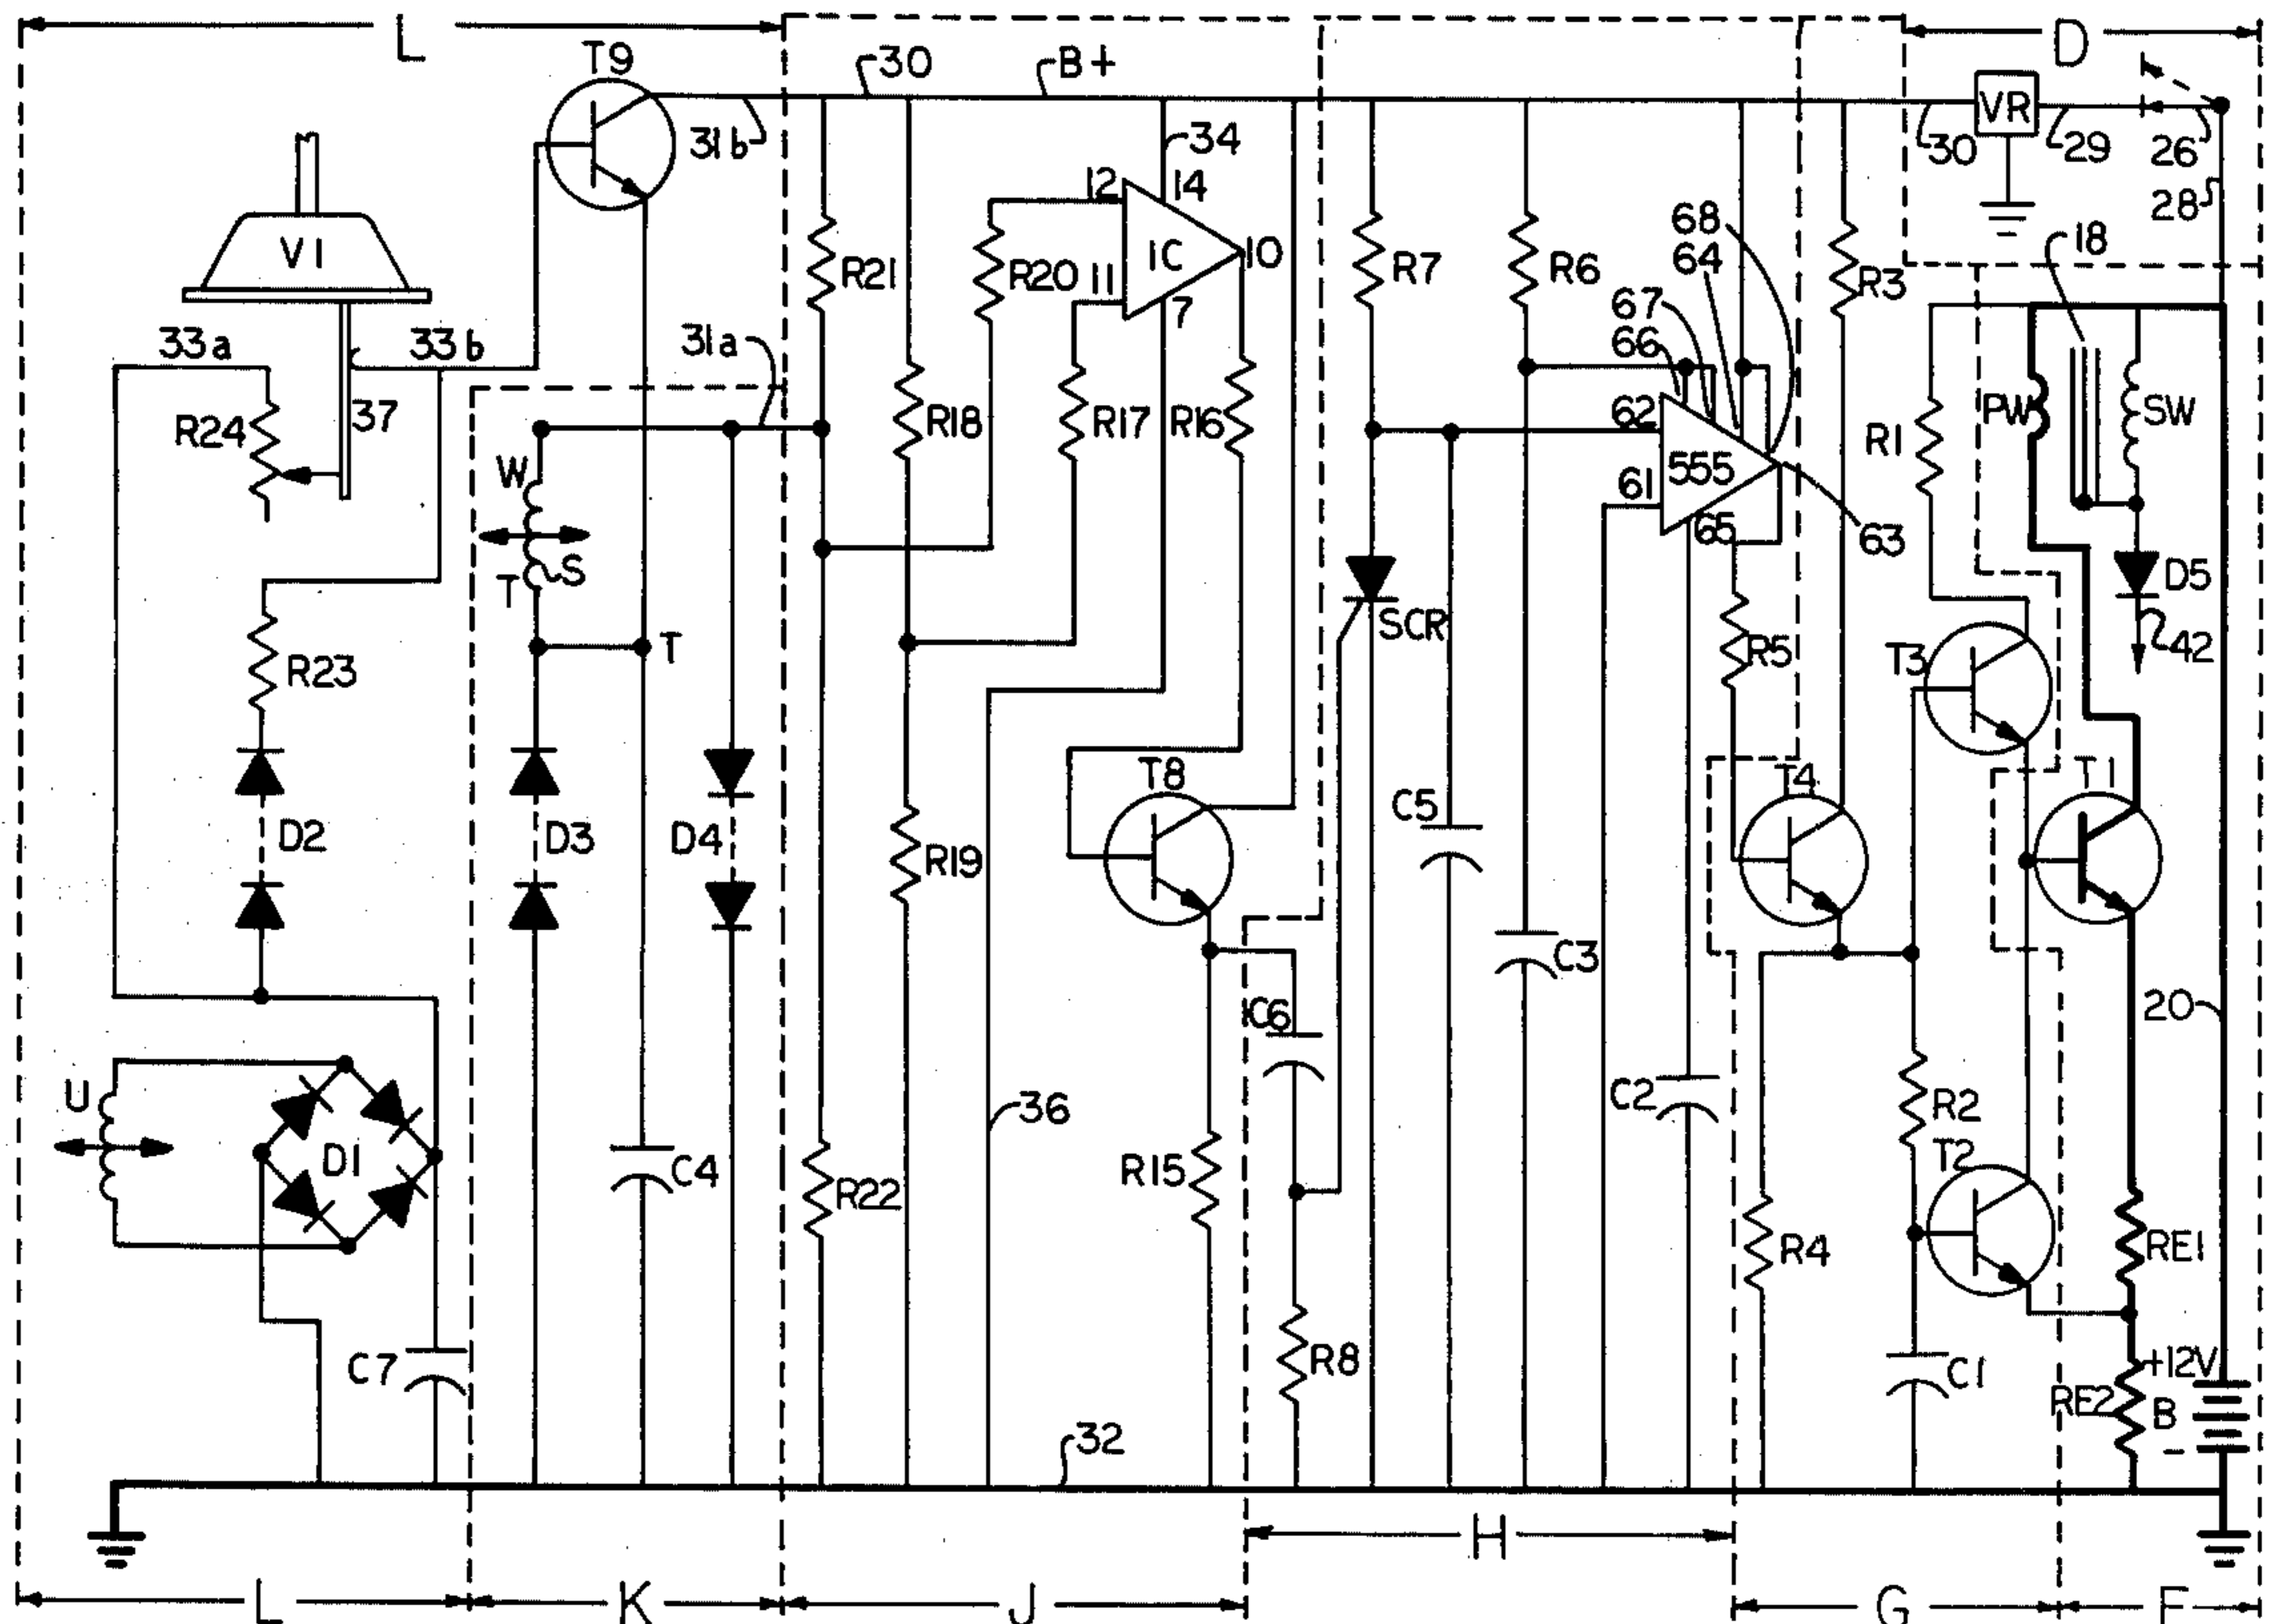 L
D
T9
30
B+
31b
34
VR
30
29
26
28
V1
12
14
1C
10
11
7
R21
R20
R7
R6
68
64
67
66
R3
18
33a
33b
31a
37
R24
R18
R17
R16
62
61
555
65
63
R1
PW
SW
W
S
T
T
SCR
R5
D5
42
T3
R23
D2
D3
D4
R19
T8
C5
T4
T1
C3
C6
20
U
D1
C4
R22
36
R15
C2
R2
T2
R4
RE1
C7
R8
C1
+12V
RE2
B
-
32
H
L
K
J
G
F